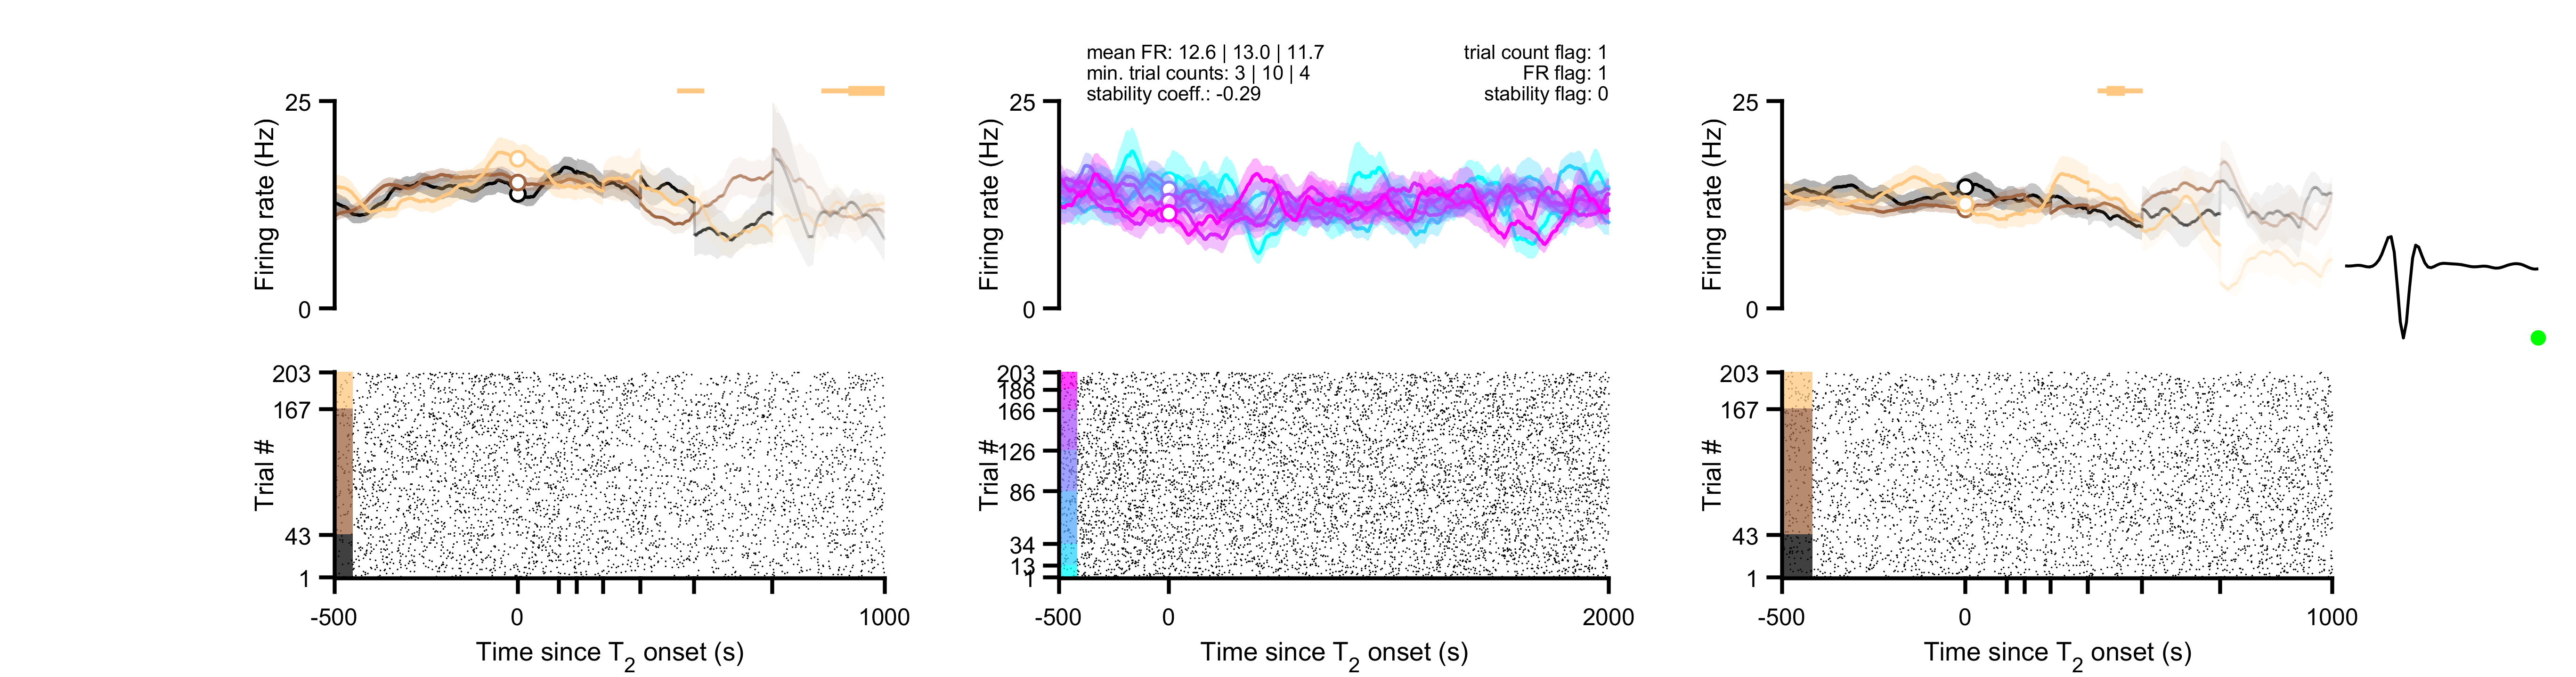 mean FR: 12.6 | 13.0 | 11.7
min. trial counts: 3 | 10 | 4
stability coeff.: -0.29
trial count flag: 1
FR flag: 1
stability flag: 0
25
Firing rate (Hz)
0
25
Firing rate (Hz)
0
25
Firing rate (Hz)
0
203
167
Trial #
43
1
-500
0
1000
Time since T2 onset (s)
203
186
166
126
Trial #
86
34
13
1
-500
0
2000
Time since T2 onset (s)
203
167
Trial #
43
1
-500
0
1000
Time since T2 onset (s)